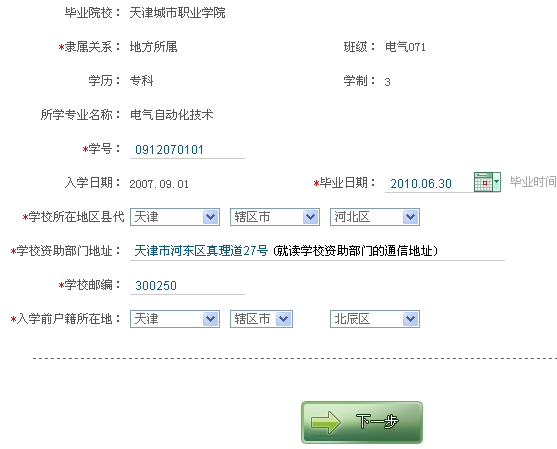 毕业院校： 天津城市职业学院
*隶属关系： 地方所属 班级： 电气071
学历： 专科 学制： 3
所学专业名称： 电气自动化技术
*学号： 0912070101
入学日期： 2007.09.01 *毕业日期： 2010.06.30 毕业时间
*学校所在地区县代 天津 辖区市 河北区
*学校资助部门地址： 天津市河东区真理道27号 (就读学校资助部门的通信地址)
*学校邮编： 300250
*入学前户籍所在地： 天津 辖区市 北辰区
下一步